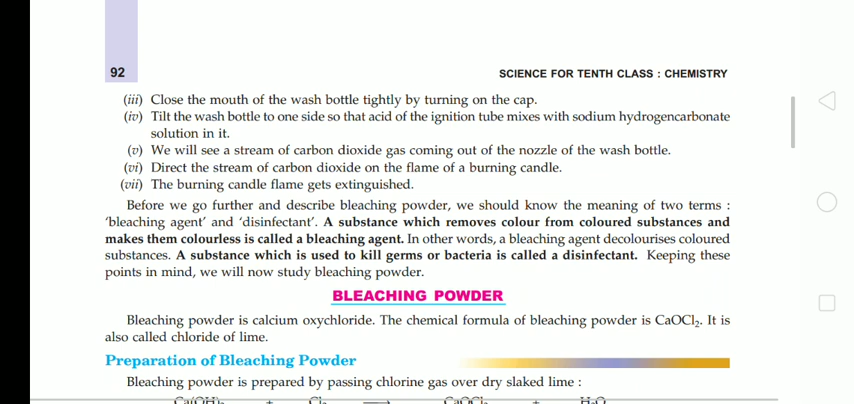 92
SCIENCE FOR TENTH CLASS : CHEMISTRY
(iii) Close the mouth of the wash bottle tightly by turning on the cap.
(iv) Tilt the wash bottle to one side so that acid of the ignition tube mixes with sodium hydrogencarbonate
solution in it.
(v) We will see a stream of carbon dioxide gas coming out of the nozzle of the wash bottle.
(vi) Direct the stream of carbon dioxide on the flame of a burning candle.
(vii) The burning candle flame gets extinguished.
Before we go further and describe bleaching powder, we should know the meaning of two terms :
‘bleaching agent’ and ‘disinfectant’. A substance which removes colour from coloured substances and
makes them colourless is called a bleaching agent. In other words, a bleaching agent decolourises coloured
substances. A substance which is used to kill germs or bacteria is called a disinfectant. Keeping these
points in mind, we will now study bleaching powder.
BLEACHING POWDER
Bleaching powder is calcium oxychloride. The chemical formula of bleaching powder is CaOCl₂. It is
also called chloride of lime.
Preparation of Bleaching Powder
Bleaching powder is prepared by passing chlorine gas over dry slaked lime :
Ca(OH)₂ + Cl₂ ⟶ CaOCl₂ + H₂O